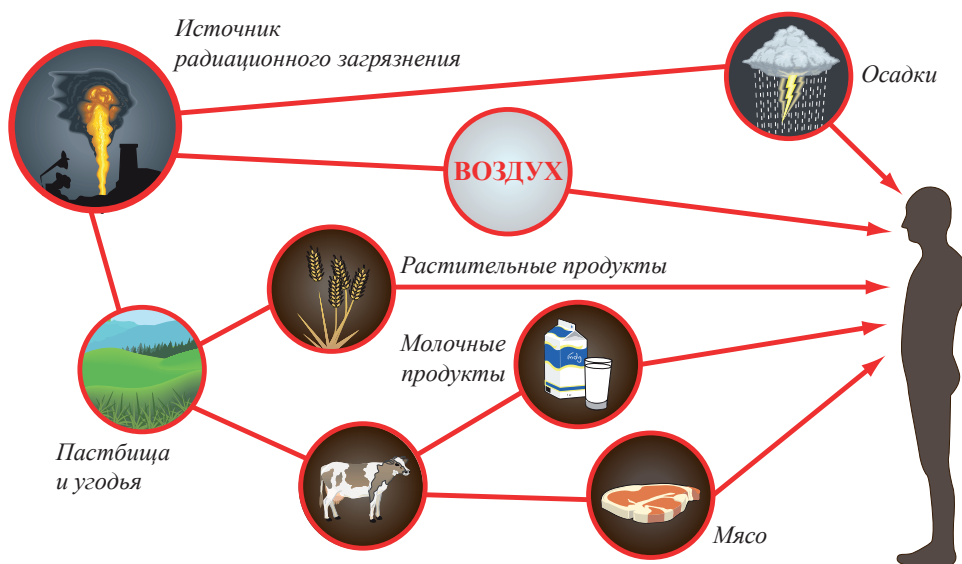 Источник
радиационного загрязнения
Осадки
ВОЗДУХ
Растительные продукты
Молочные
продукты
Пастбища
и угодья
Мясо